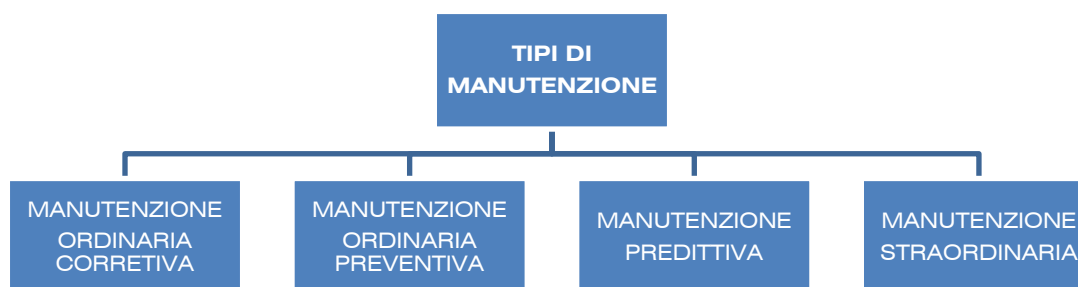 TIPI DI
MANUTENZIONE
MANUTENZIONE
ORDINARIA
CORRETIVA
MANUTENZIONE
ORDINARIA
PREVENTIVA
MANUTENZIONE
PREDITTIVA
MANUTENZIONE
STRAORDINARIA